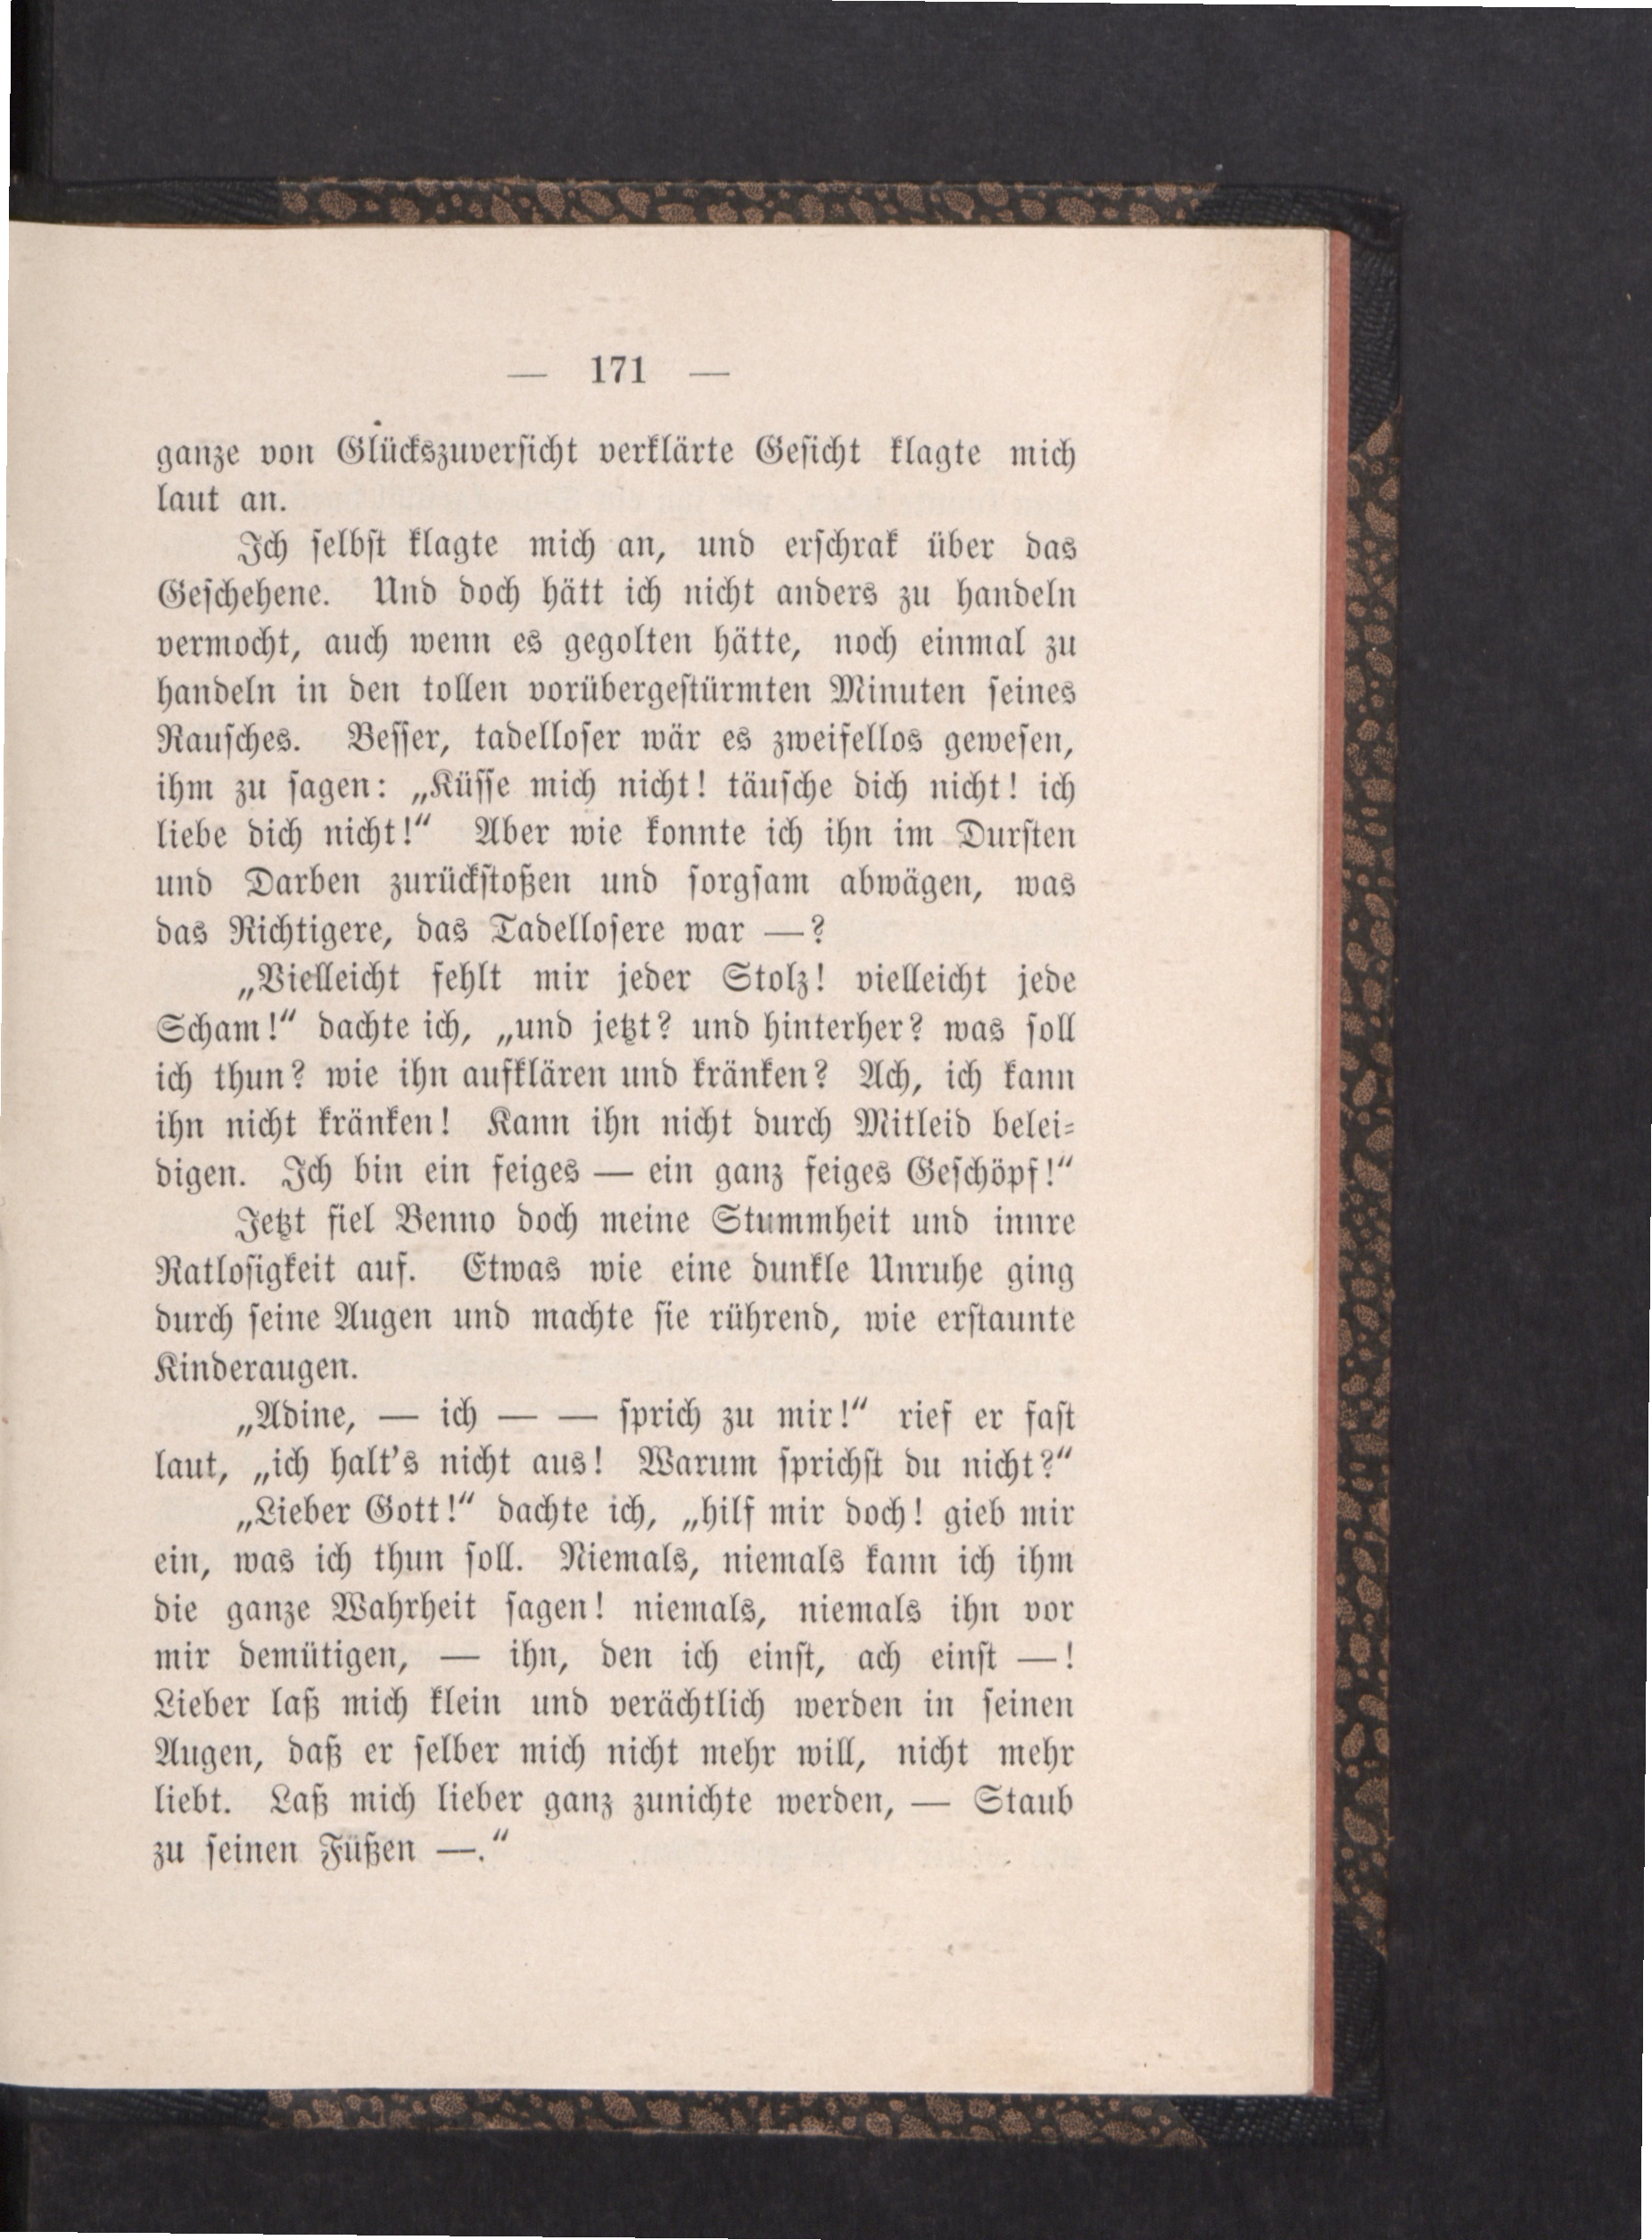 — 171 —
ganze von Glückszuversicht verklärte Gesicht klagte mich
laut an.
Ich selbst klagte mich an, und erschrak über das
Geschehene. Und doch hätt ich nicht anders zu handeln
vermocht, auch wenn es gegolten hätte, noch einmal zu
handeln in den tollen vorübergestürmten Minuten seines
Rausches. Besser, tadelloser wär es zweifellos gewesen,
ihm zu sagen: „Küsse mich nicht! täusche dich nicht! ich
liebe dich nicht!“ Aber wie konnte ich ihn im Dursten
und Darben zurückstoßen und sorgsam abwägen, was
das Richtigere, das Tadellosere war —?
„Vielleicht fehlt mir jeder Stolz! vielleicht jede
Scham!“ dachte ich, „und jetzt? und hinterher? was soll
ich thun? wie ihn aufklären und kränken? Ach, ich kann
ihn nicht kränken! Kann ihn nicht durch Mitleid belei-
digen. Ich bin ein feiges — ein ganz feiges Geschöpf!“
Jetzt fiel Benno doch meine Stummheit und innre
Ratlosigkeit auf. Etwas wie eine dunkle Unruhe ging
durch seine Augen und machte sie rührend, wie erstaunte
Kinderaugen.
„Adine, — ich — — sprich zu mir!“ rief er fast
laut, „ich halt’s nicht aus! Warum sprichst du nicht?“
„Lieber Gott!“ dachte ich, „hilf mir doch! gieb mir
ein, was ich thun soll. Niemals, niemals kann ich ihm
die ganze Wahrheit sagen! niemals, niemals ihn vor
mir demütigen, — ihn, den ich einst, ach einst —!
Lieber laß mich klein und verächtlich werden in seinen
Augen, daß er selber mich nicht mehr will, nicht mehr
liebt. Laß mich lieber ganz zunichte werden, — Staub
zu seinen Füßen —.“